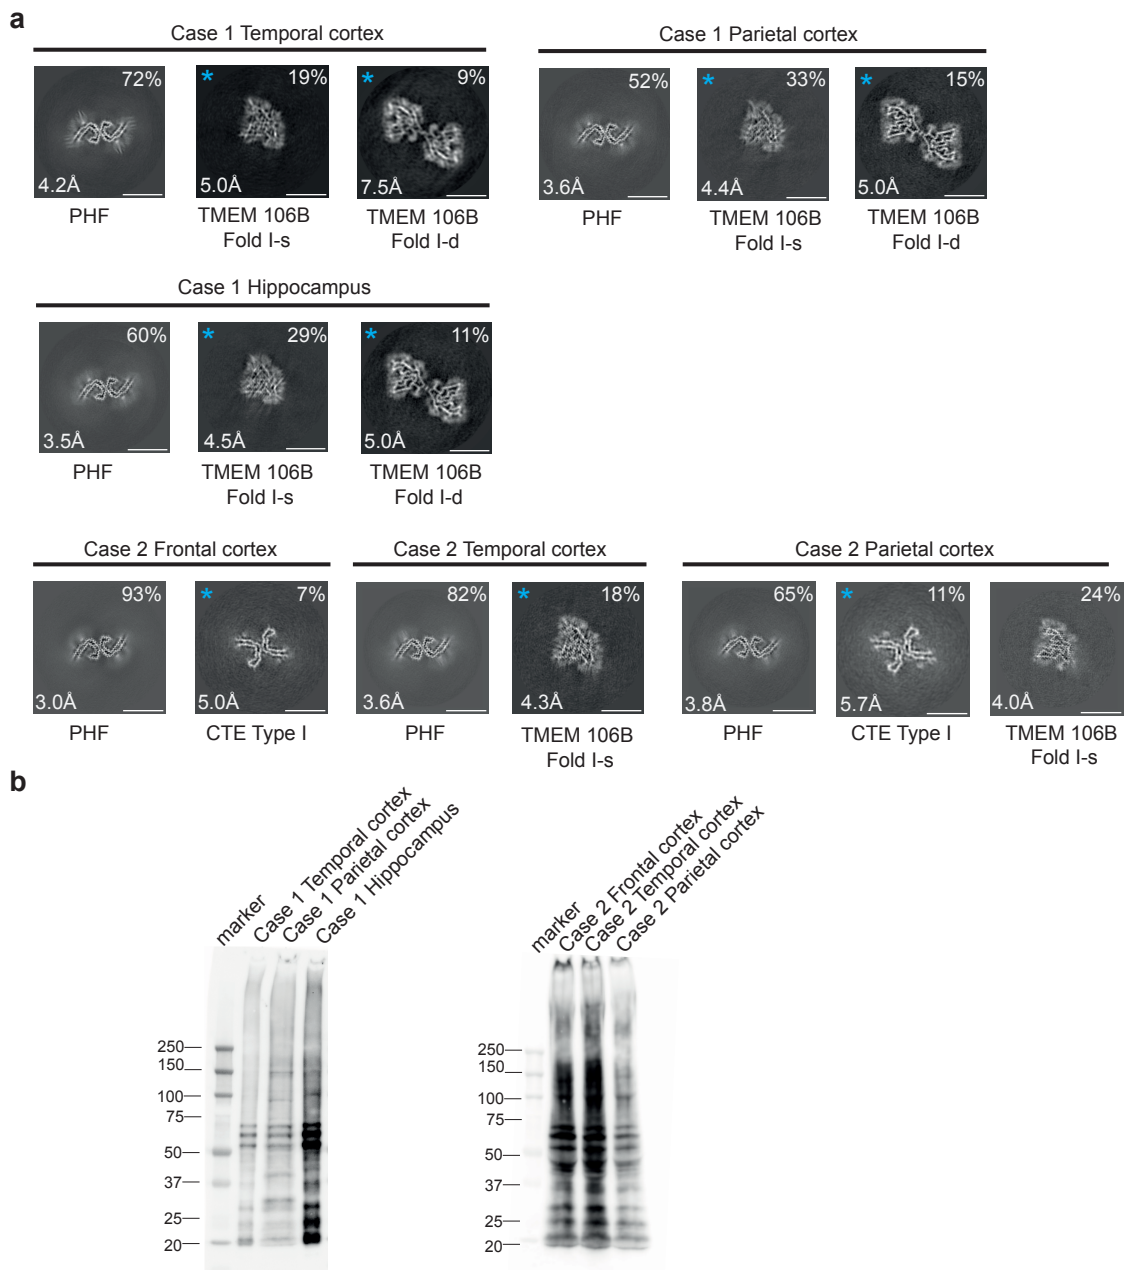 a
Case 1 Temporal cortex
Case 1 Parietal cortex
* 19%
72%
* 9%
52%
* 33%
* 15%
4.2Å
5.0Å
7.5Å
3.6Å
4.4Å
5.0Å
PHF
TMEM 106B
Fold I-s
TMEM 106B
Fold I-d
PHF
TMEM 106B
Fold I-s
TMEM 106B
Fold I-d
Case 1 Hippocampus
60%
* 29%
* 11%
3.5Å
4.5Å
5.0Å
PHF
TMEM 106B
Fold I-s
TMEM 106B
Fold I-d
Case 2 Frontal cortex
Case 2 Temporal cortex
Case 2 Parietal cortex
93%
* 7%
82%
* 18%
65%
* 11%
24%
3.0Å
5.0Å
3.6Å
4.3Å
3.8Å
5.7Å
4.0Å
PHF
CTE Type I
PHF
TMEM 106B
Fold I-s
PHF
CTE Type I
TMEM 106B
Fold I-s
b
marker
Case 1 Temporal cortex
Case 1 Parietal cortex
Case 1 Hippocampus
250
150
100
75
50
37
25
20
marker
Case 2 Frontal cortex
Case 2 Temporal cortex
Case 2 Parietal cortex
250
150
100
75
50
37
25
20